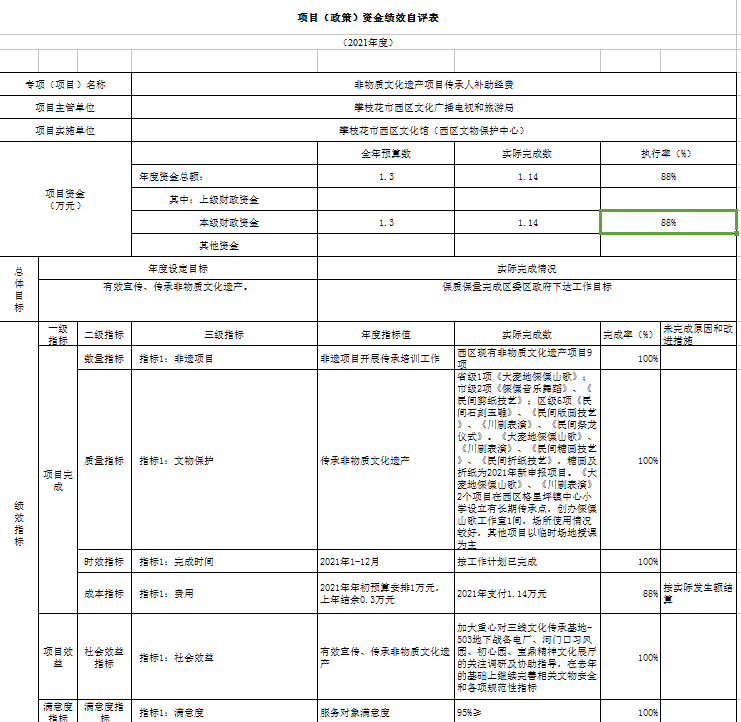 项目（政策）资金绩效自评表
（2021年度）
专项（项目）名称 非物质文化遗产项目传承人补助经费
项目主管单位 攀枝花市西区文化广播电视和旅游局
项目实施单位 攀枝花市西区文化馆（西区文物保护中心）
项目资金
（万元）
全年预算数 实际完成数 执行率（%）
年度资金总额： 1.3 1.14 88%
其中：上级财政资金
本级财政资金 1.3 1.14 88%
其他资金
总体目标
年度设定目标 实际完成情况
有效宣传、传承非物质文化遗产。 保质保量完成区委区政府下达工作目标
绩效指标
一级指标 二级指标 三级指标 年度指标值 实际完成数 完成率（%） 未完成原因和改进措施
项目完成
数量指标 指标1：非遗项目 非遗项目开展传承培训工作 西区现有非物质文化遗产项目9项 100%
质量指标 指标1：文物保护 传承非物质文化遗产
省级1项《大麦地倮傈山歌》；
市级2项《倮傈音乐舞蹈》、《
民间剪纸技艺》；区级6项《民
间石刻玉雕》、《民间版画技艺
》、《川剧表演》、《民间祭龙
仪式》。《大麦地倮傈山歌》、
《川剧表演》、《民间糖画技艺
》、《民间折纸技艺》，糖画及
折纸为2021年新申报项目。《大
麦地倮傈山歌》、《川剧表演》
2个项目在西区格里坪镇中心小
学设立有长期传承点，创办倮傈
山歌工作室1间，场所使用情况
较好，其他项目以临时场地授课
为主
100%
时效指标 指标1：完成时间 2021年1-12月 按工作计划已完成 100%
成本指标 指标1：费用 2021年年初预算安排1万元，上年结余0.3万元 2021年支付1.14万元 88% 按实际发生额结算
项目效益
社会效益指标 指标1：社会效益 有效宣传、传承非物质文化遗产
加大重心对三线文化传承基地-
503地下战备电厂、河门口习风
园、初心园、宝鼎精神文化展厅
的关注调研及协助指导，在去年
的基础上继续完善相关文物安全
和各项规范性指标
100%
满意度指标 满意度指标 指标1：满意度 服务对象满意度 95%≥ 100%